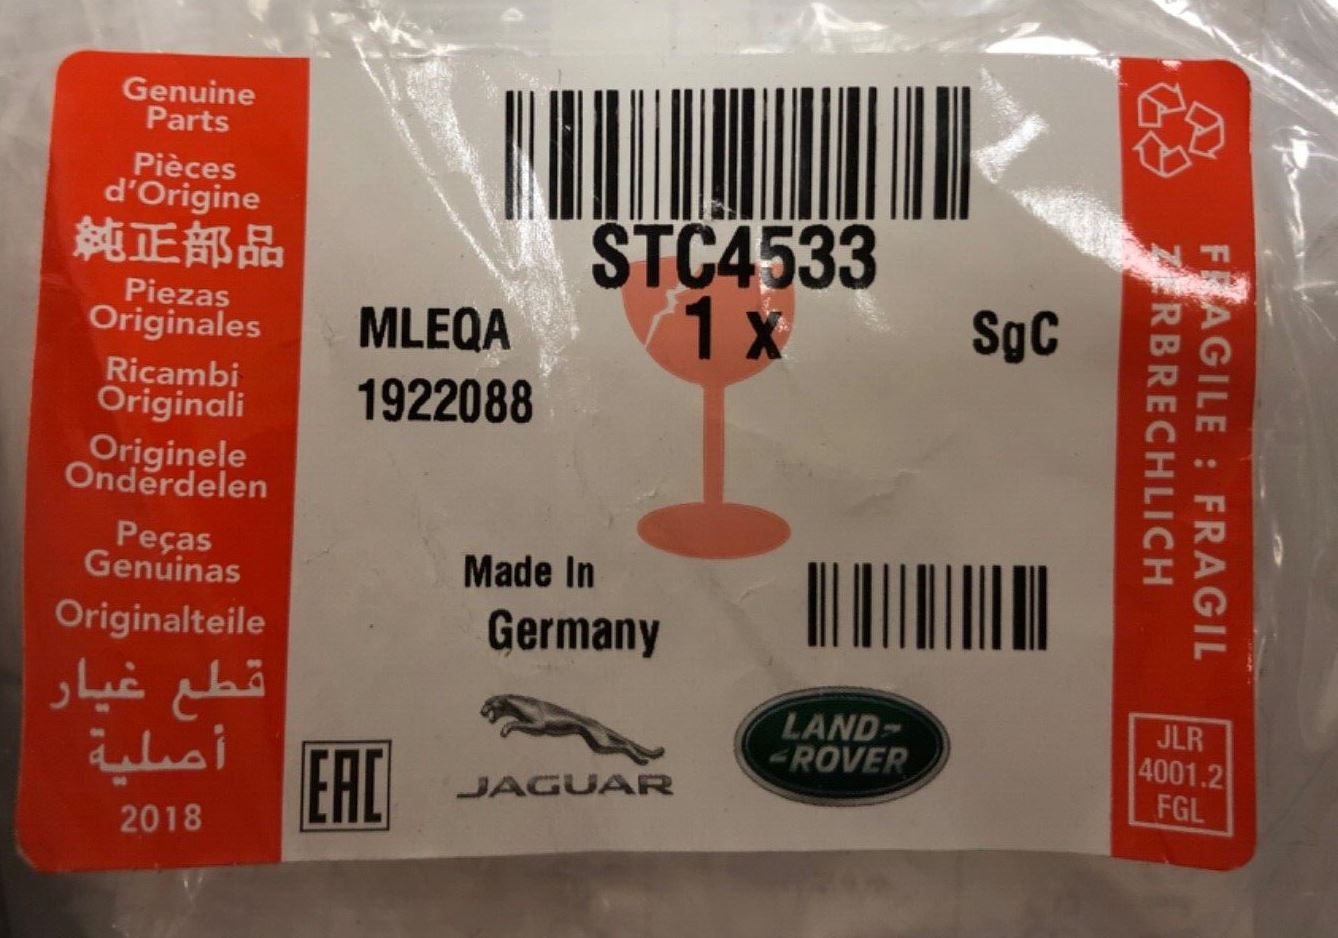 Genuine
Parts
Pièces
d'Origine
純正部品
Piezas
Originales
Ricambi
Originali
Originele
Onderdelen
Peças
Genuinas
Originalteile
قطع غيار
أصلية
2018
STC4533
1 x
MLEQA
SgC
1922088
Made In
Germany
EAC
JAGUAR
LAND-
-ROVER
FRAGILE : FRAGIL
ZERBRECHLICH
JLR
4001.2
FGL